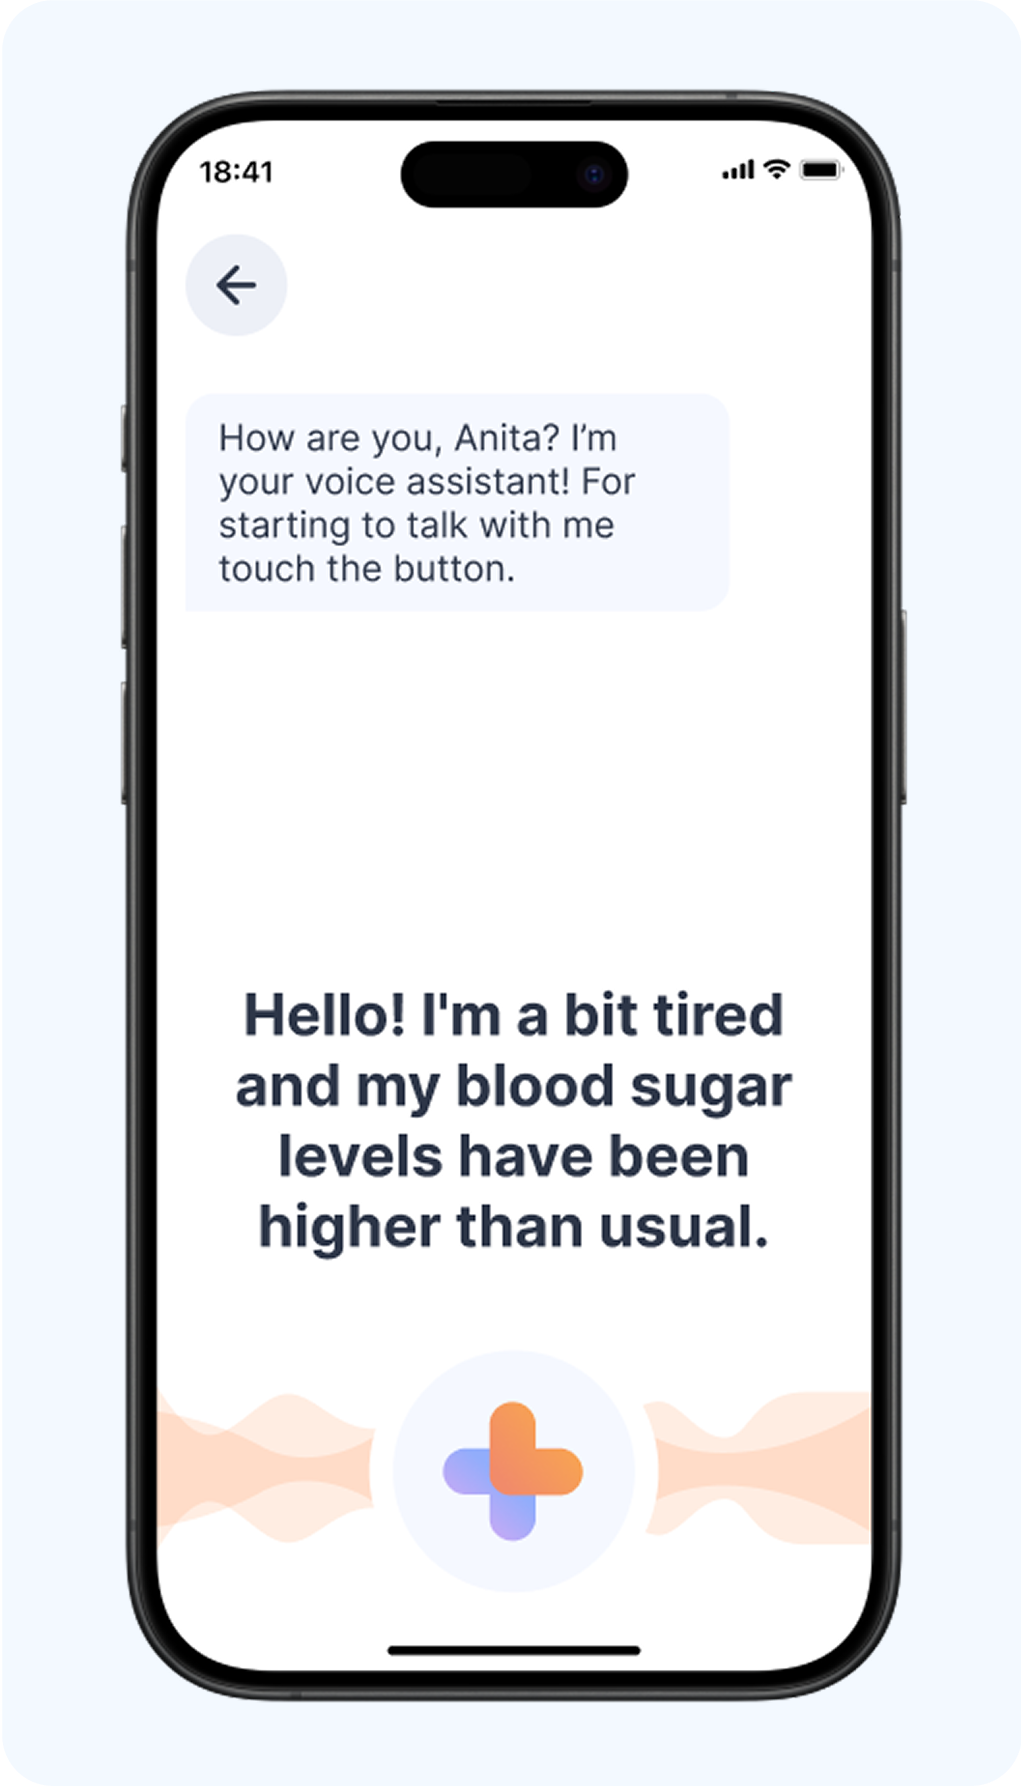 18:41
How are you, Anita? I’m
your voice assistant! For
starting to talk with me
touch the button.
Hello! I'm a bit tired
and my blood sugar
levels have been
higher than usual.